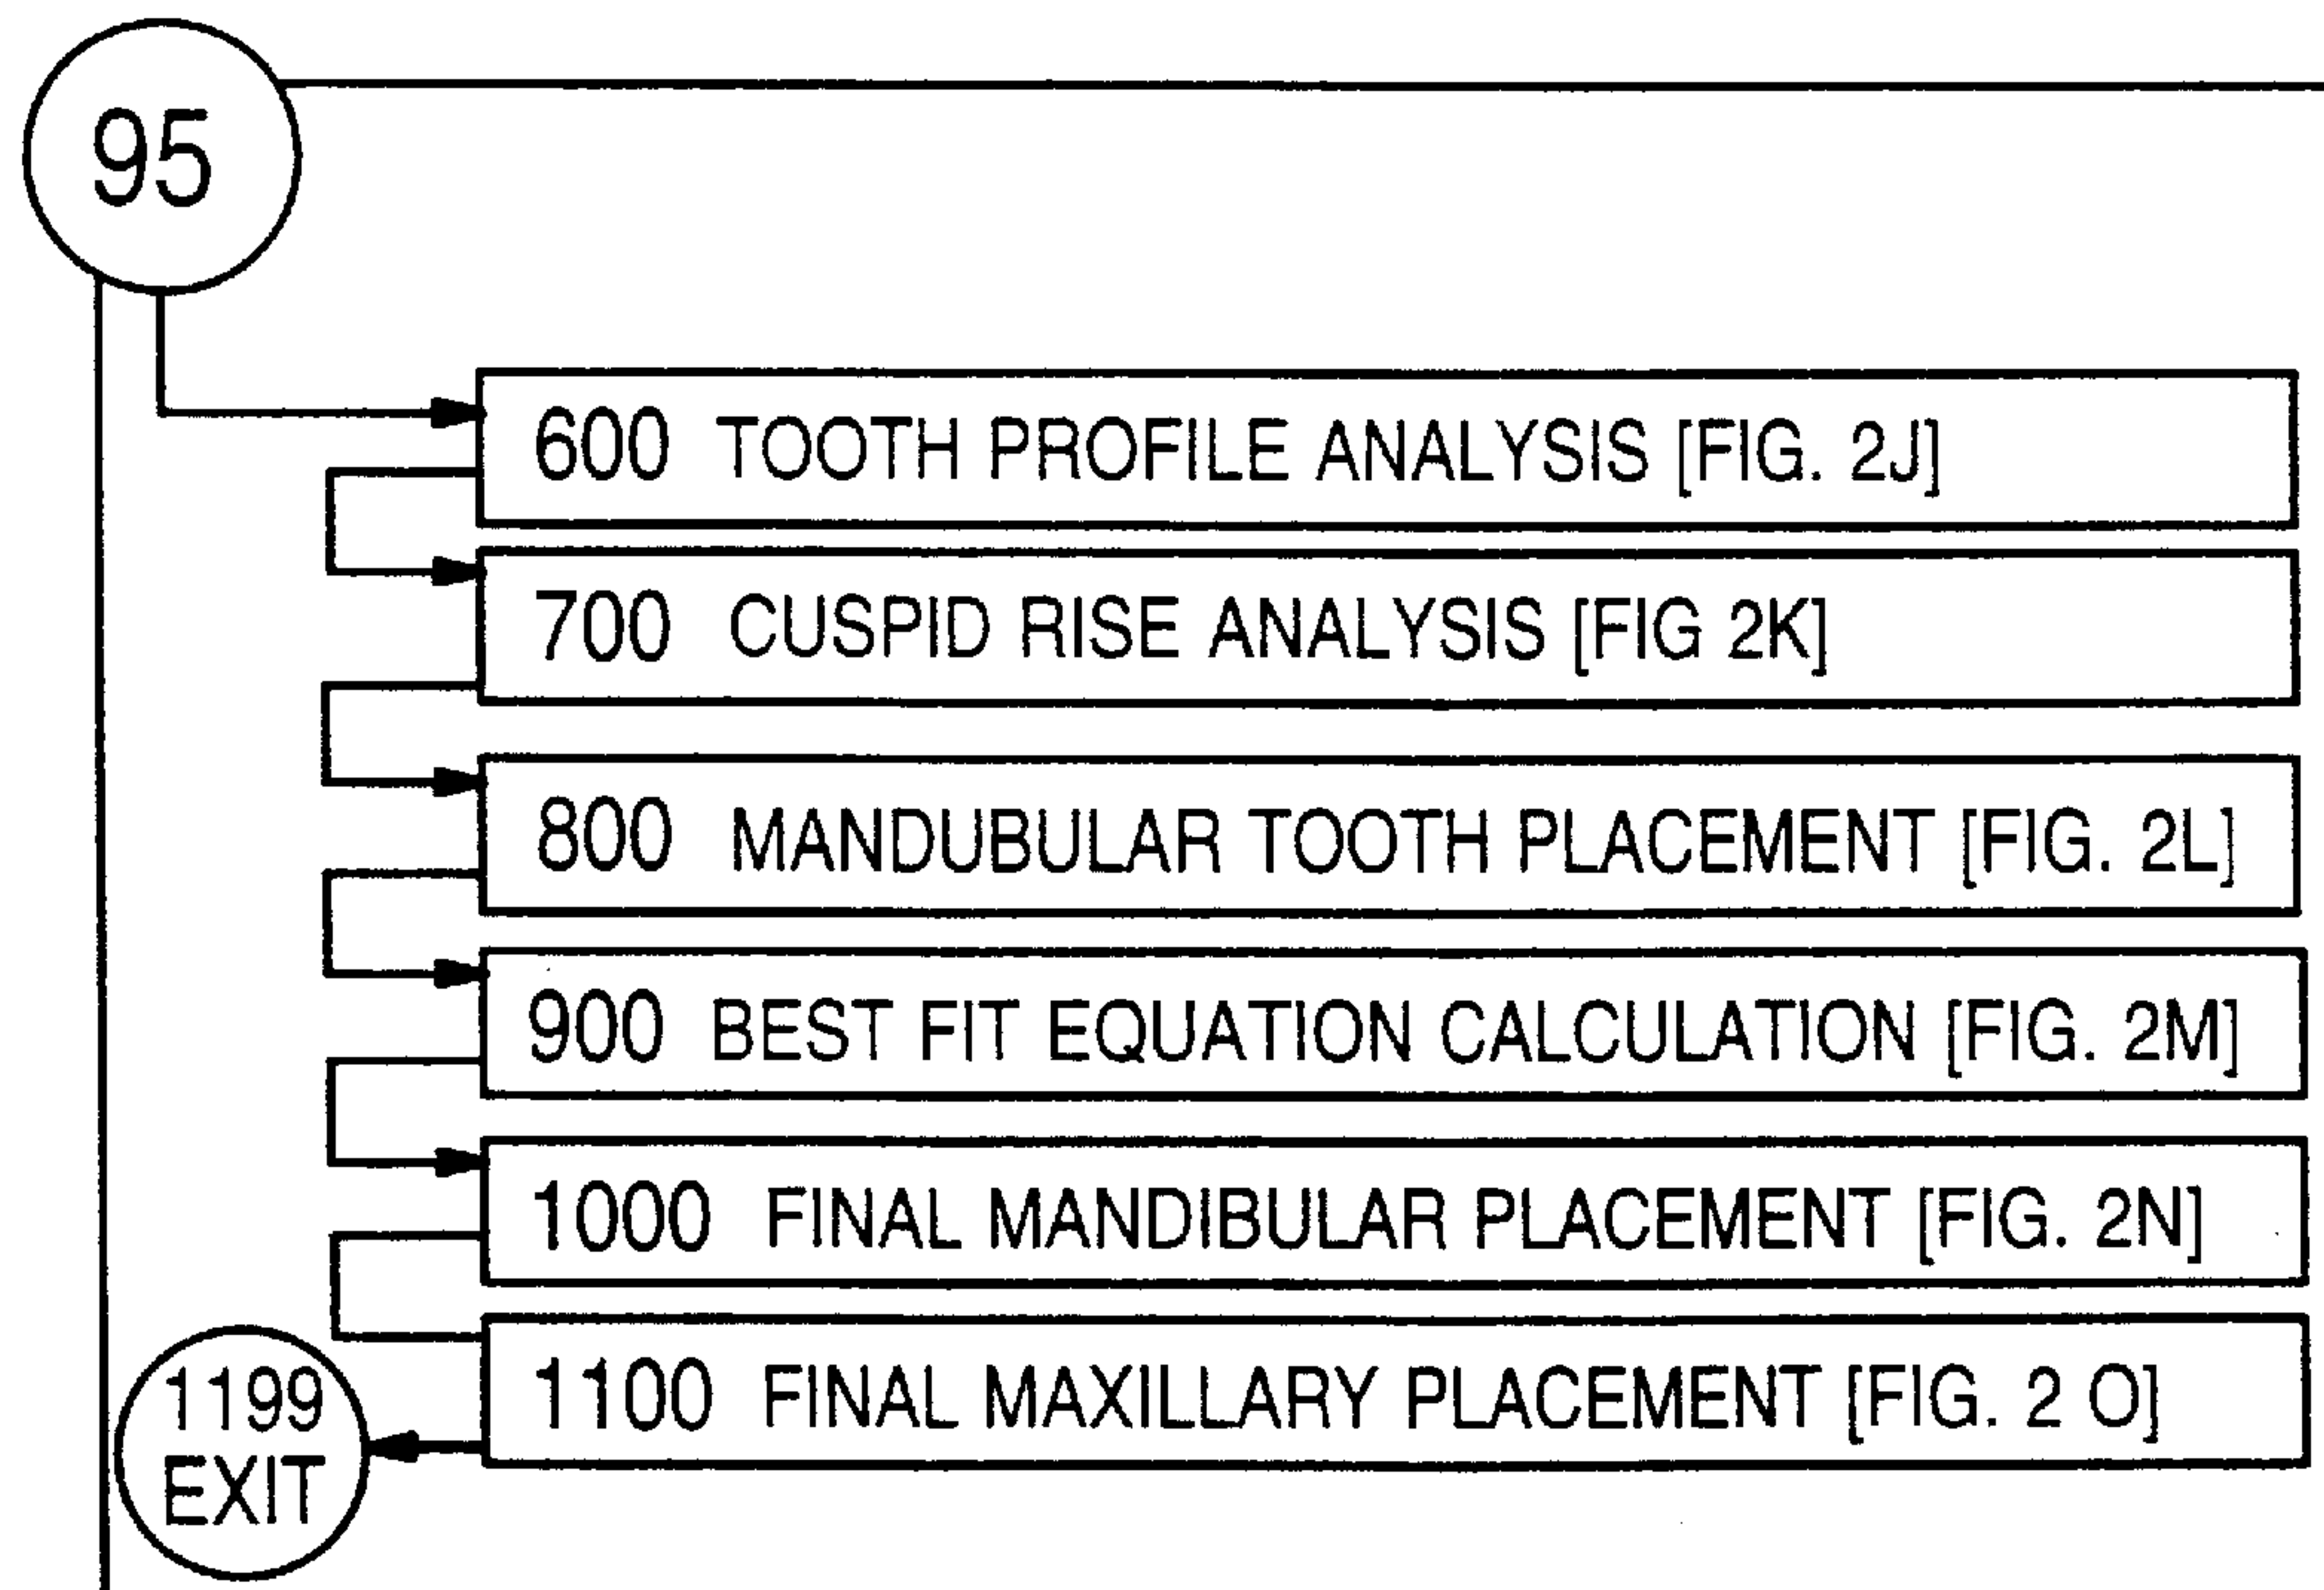 95
600 TOOTH PROFILE ANALYSIS [FIG. 2J]
700 CUSPID RISE ANALYSIS [FIG 2K]
800 MANDUBULAR TOOTH PLACEMENT [FIG. 2L]
900 BEST FIT EQUATION CALCULATION [FIG. 2M]
1000 FINAL MANDIBULAR PLACEMENT [FIG. 2N]
1100 FINAL MAXILLARY PLACEMENT [FIG. 2 O]
1199
EXIT